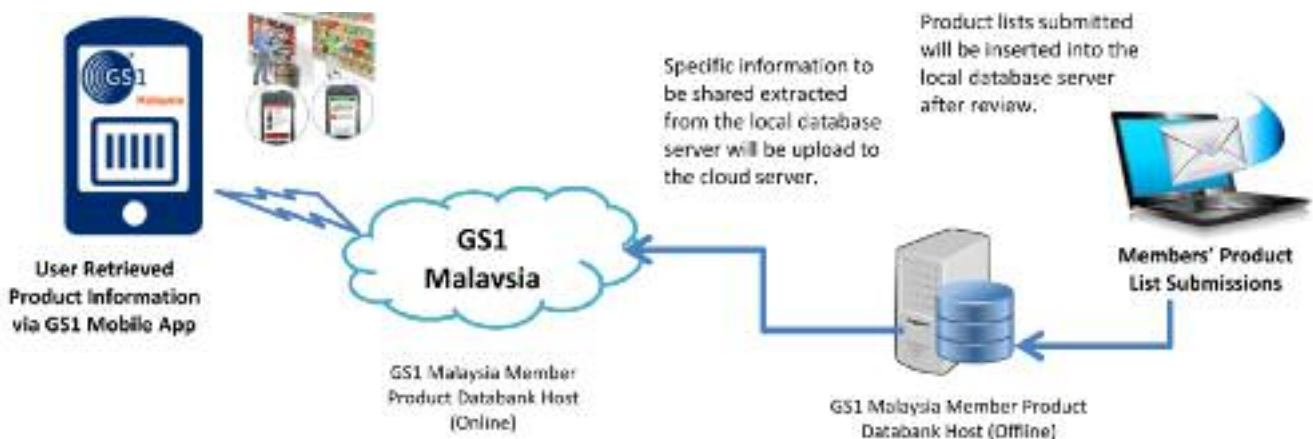 GS1
Malaysia
User Retrieved
Product Information
via GS1 Mobile App
GS1
Malaysia
GS1 Malaysia Member
Product Databank Host
(Online)
Specific information to
be shared extracted
from the local database
server will be upload to
the cloud server.
Product lists submitted
will be inserted into the
local database server
after review.
Members' Product
List Submissions
GS1 Malaysia Member Product
Databank Host (Offline)